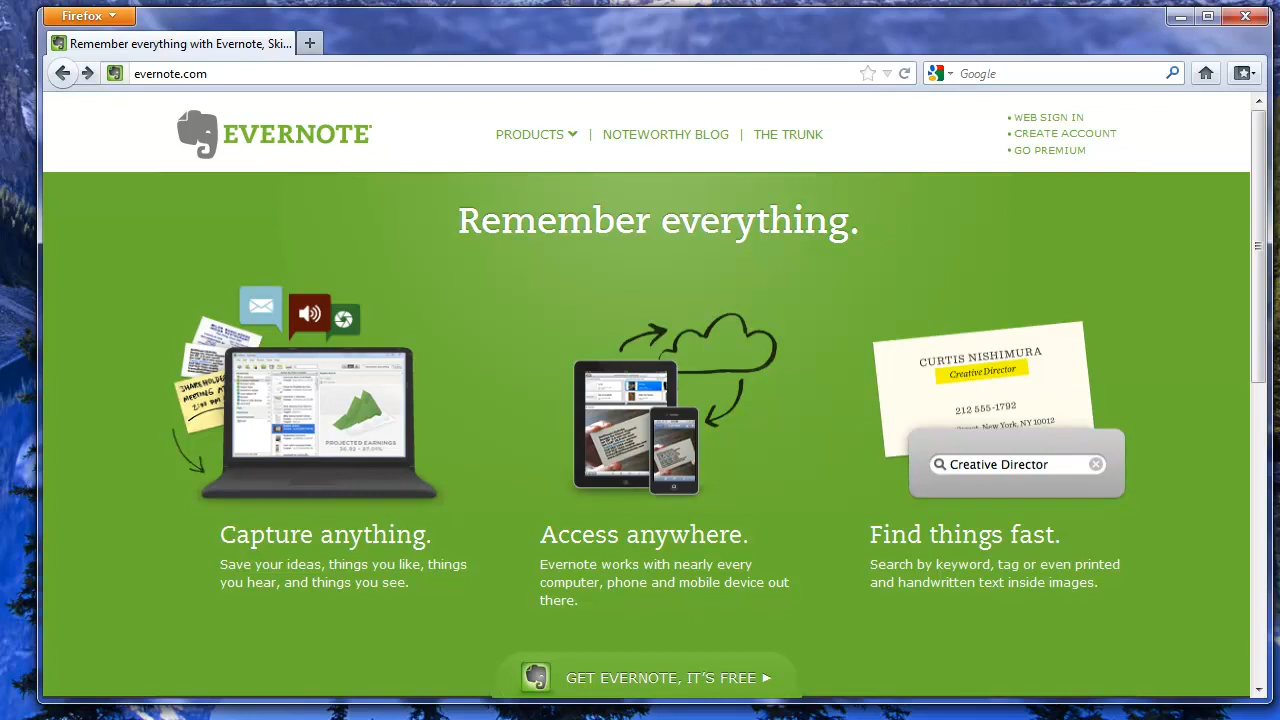 Firefox
Remember everything with Evernote, Ski...
evernote.com
Google
EVERNOTE
PRODUCTS | NOTEWORTHY BLOG | THE TRUNK
• WEB SIGN IN
• CREATE ACCOUNT
• GO PREMIUM
Remember everything.
SHAREHOLDER
MEETING MOVED
PROJECTED EARNINGS
CURTIS NISHIMURA
Creative Director
212 555-1792
Street, New York, NY 10012
Creative Director
Capture anything.
Save your ideas, things you like, things
you hear, and things you see.
Access anywhere.
Evernote works with nearly every
computer, phone and mobile device out
there.
Find things fast.
Search by keyword, tag or even printed
and handwritten text inside images.
GET EVERNOTE, IT'S FREE ►